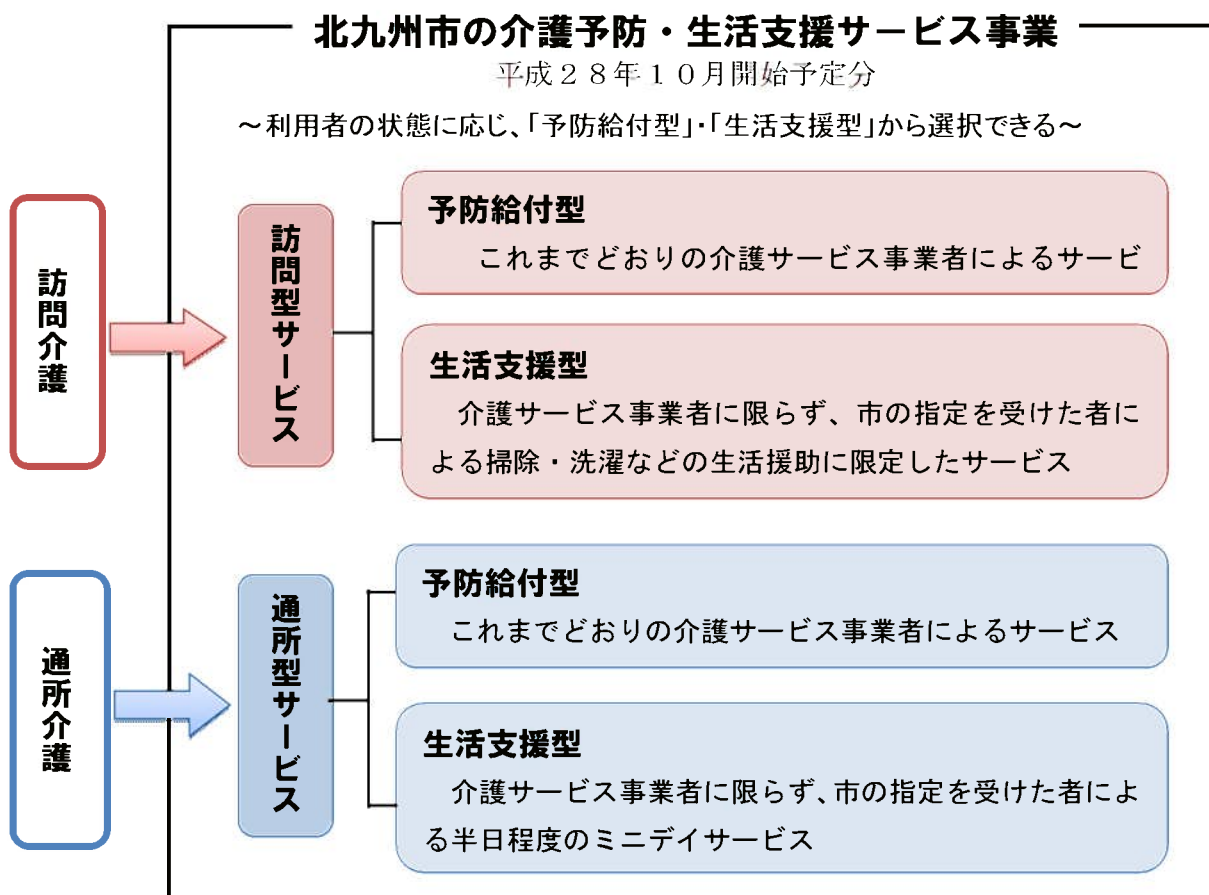 北九州市の介護予防・生活支援サービス事業
平成２８年１０月開始予定分
～利用者の状態に応じ、「予防給付型」・「生活支援型」から選択できる～
訪問介護
訪問型サービス
予防給付型
これまでどおりの介護サービス事業者によるサービ
生活支援型
介護サービス事業者に限らず、市の指定を受けた者に
よる掃除・洗濯などの生活援助に限定したサービス
通所介護
通所型サービス
予防給付型
これまでどおりの介護サービス事業者によるサービス
生活支援型
介護サービス事業者に限らず、市の指定を受けた者によ
る半日程度のミニデイサービス